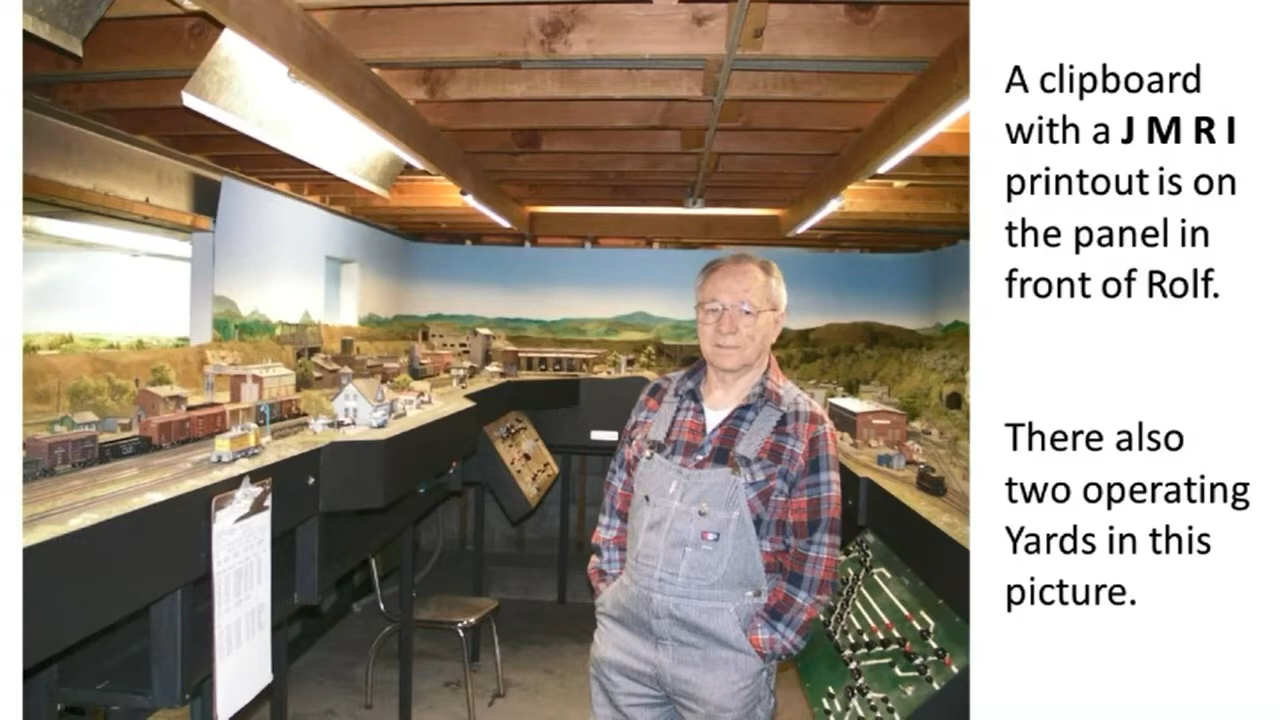 A clipboard
with a J M R I
printout is on
the panel in
front of Rolf.
There also
two operating
Yards in this
picture.